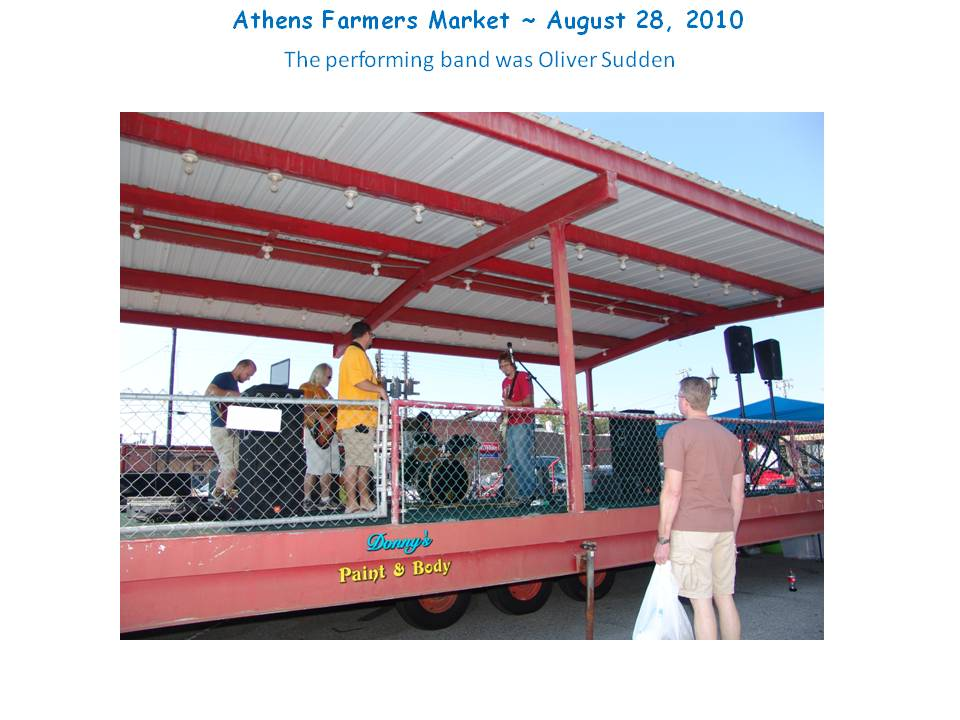 Athens Farmers Market ~ August 28, 2010
The performing band was Oliver Sudden
Donny's
Paint & Body